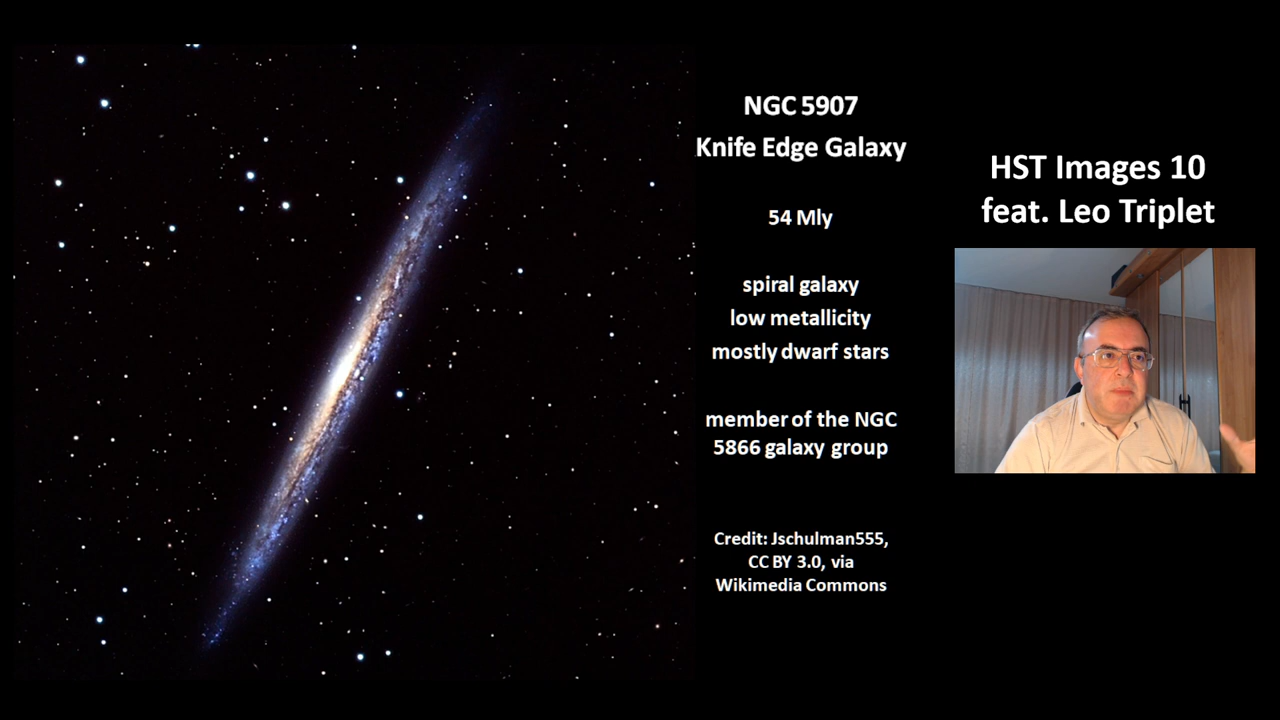 NGC 5907
Knife Edge Galaxy
54 Mly
spiral galaxy
low metallicity
mostly dwarf stars
member of the NGC
5866 galaxy group
Credit: Jschulman555,
CC BY 3.0, via
Wikimedia Commons
HST Images 10
feat. Leo Triplet